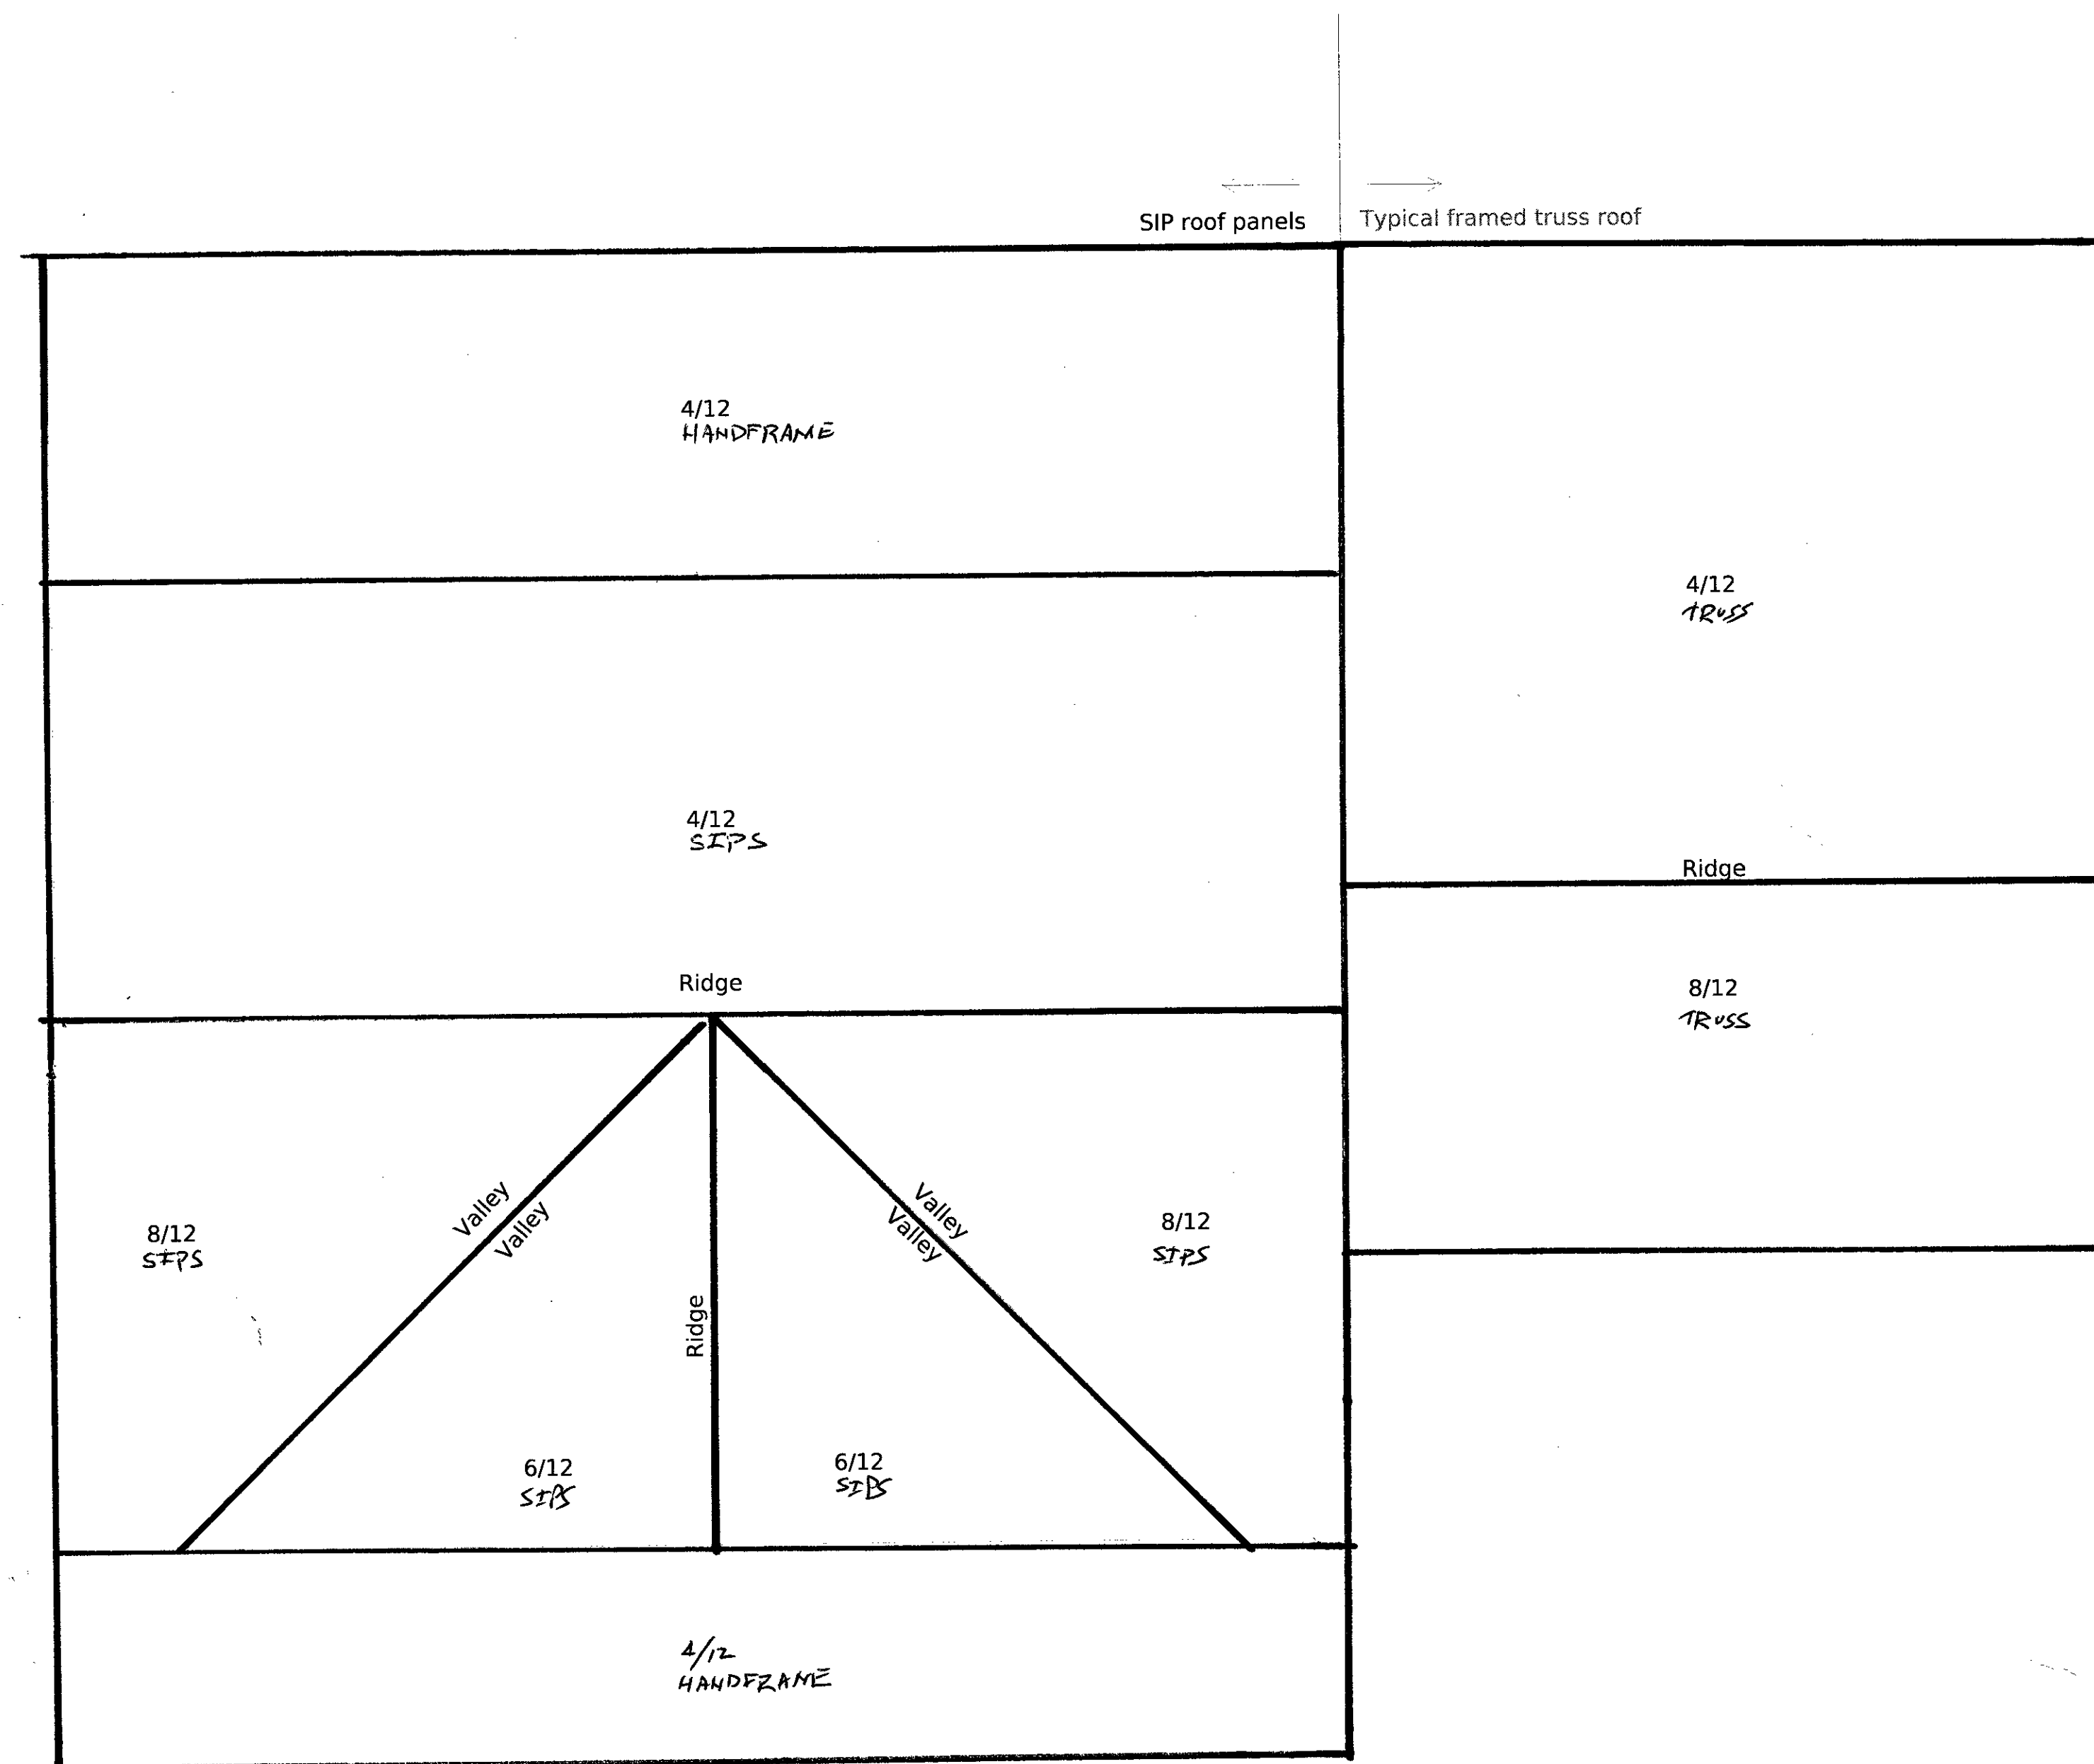 SIP roof panels
Typical framed truss roof
4/12
HANDFRAME
4/12
TRUSS
4/12
SIPS
Ridge
Ridge
8/12
TRUSS
Valley
Valley
Valley
Valley
8/12
SIPS
8/12
SIPS
Ridge
6/12
SIPS
6/12
SIPS
4/12
HANDFRAME